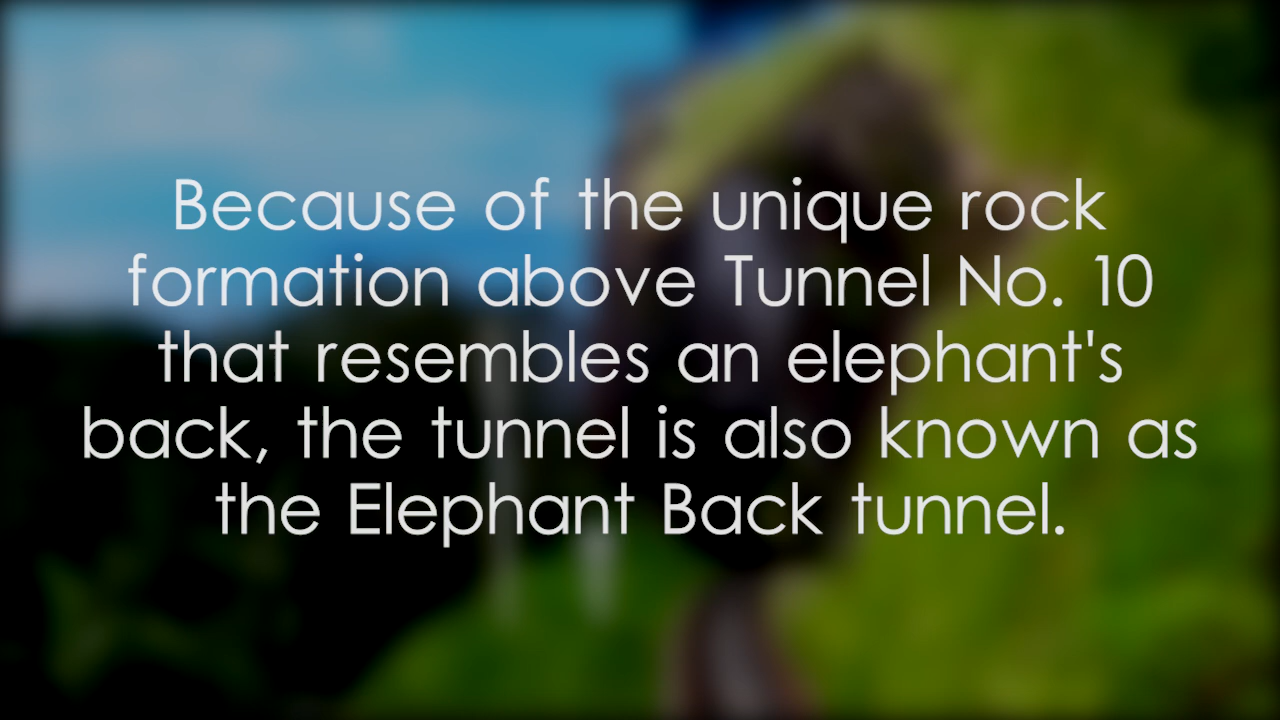 Because of the unique rock
formation above Tunnel No. 10
that resembles an elephant's
back, the tunnel is also known as
the Elephant Back tunnel.